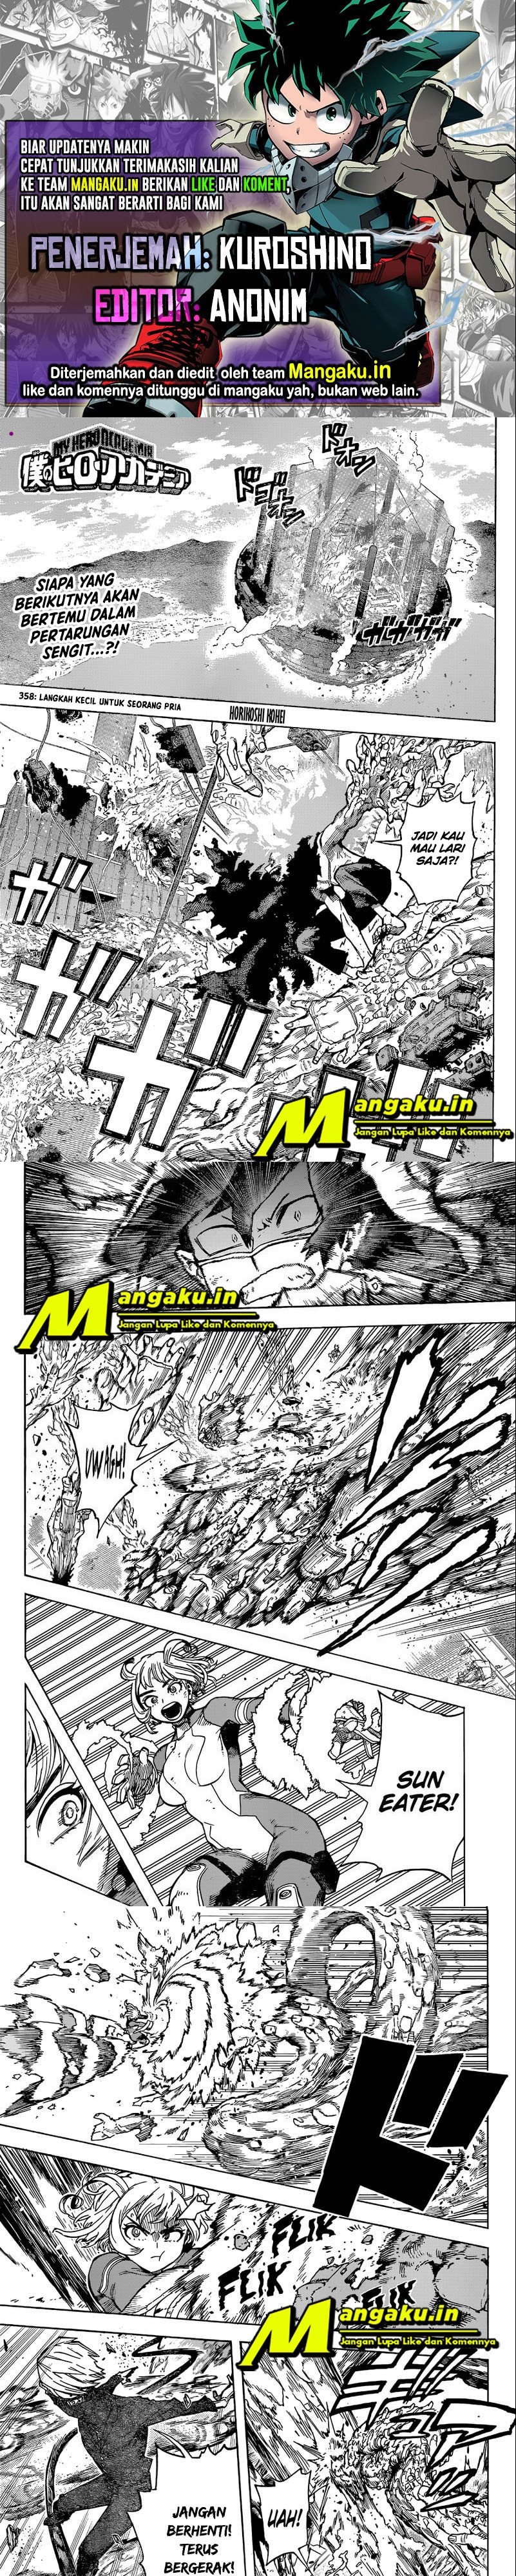 BIAR UPDATENYA MAKIN
CEPAT TUNJUKKAN TERIMAKASIH KALIAN
KE TEAM MANGAKU.IN BERIKAN LIKE DAN KOMENT,
ITU AKAN SANGAT BERARTI BAGI KAMI
PENERJEMAH: KUROSHINO
EDITOR: ANONIM
Diterjemahkan dan diedit oleh team Mangaku.in
like dan komennya ditunggu di mangaku yah, bukan web lain.
MY HERO ACADEMIA
僕のヒーローアカデミア
SIAPA YANG
BERIKUTNYA AKAN
BERTEMU DALAM
PERTARUNGAN
SENGIT...?!
358: LANGKAH KECIL UNTUK SEORANG PRIA
HORIKOSHI KOHEI
JADI KAU
MAU LARI
SAJA?!
ガガガ
Mangaku.in
Jangan Lupa Like dan Komennya
Mangaku.in
Jangan Lupa Like dan Komennya
UWAGH!
SUN
EATER!
ド
FLIK
FLIK
FLIK
Mangaku.in
Jangan Lupa Like dan Komennya
UAH!
JANGAN
BERHENTI!
TERUS
BERGERAK!